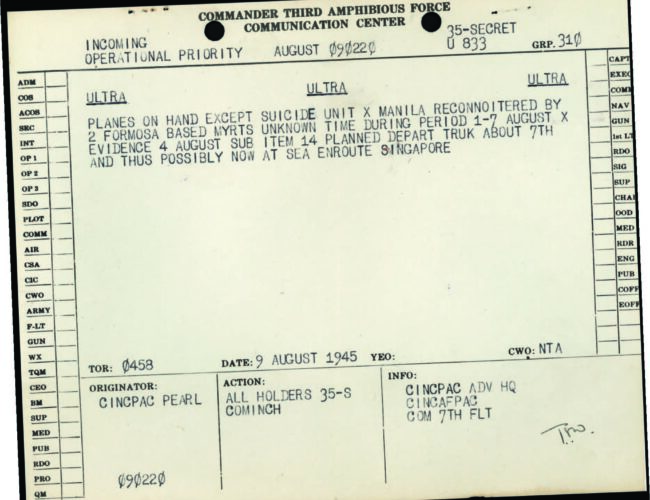 COMMANDER THIRD AMPHIBIOUS FORCE
COMMUNICATION CENTER
INCOMING
OPERATIONAL PRIORITY AUGUST Ø9Ø22Ø
35-SECRET
U 833 GRP. 31Ø
ULTRA ULTRA ULTRA
PLANES ON HAND EXCEPT SUICIDE UNIT X MANILA RECONNOITERED BY
2 FORMOSA BASED MYRTS UNKNOWN TIME DURING PERIOD 1-7 AUGUST X
EVIDENCE 4 AUGUST SUB ITEM 14 PLANNED DEPART TRUK ABOUT 7TH
AND THUS POSSIBLY NOW AT SEA ENROUTE SINGAPORE
ADM
COS
ACOS
SEC
INT
OP 1
OP 2
OP 3
SDO
PLOT
COMM
AIR
CSA
CIC
CWO
ARMY
F-LT
GUN
WX
TQM
CEO
BM
SUP
MED
PUB
RDO
PRO
QM
CAPT
EXEC
COMM
NAV
GUN
1st LT
RDO
SIG
SUP
CHA
OOD
MED
RDR
ENG
PUB
COFF
EOFF
TOR: Ø458 DATE: 9 AUGUST 1945 YEO: CWO: NTA
ORIGINATOR:
CINCPAC PEARL
Ø9Ø22Ø
ACTION:
ALL HOLDERS 35-S
COMINCH
INFO:
CINCPAC ADV HQ
CINCAFPAC
COM 7TH FLT